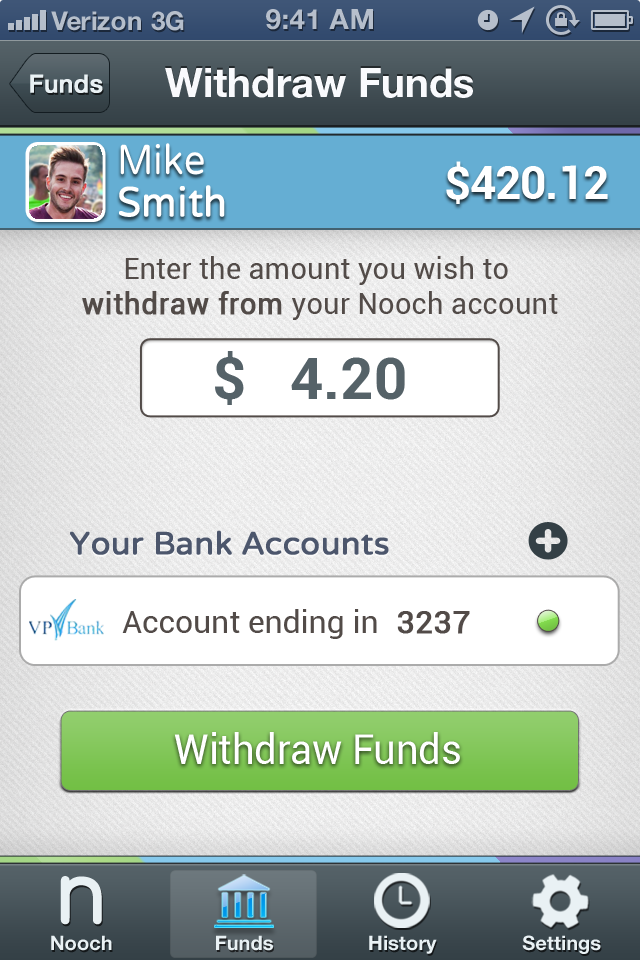 Verizon 3G 9:41 AM
Funds Withdraw Funds
Mike
Smith
$420.12
Enter the amount you wish to
withdraw from your Nooch account
$ 4.20
Your Bank Accounts
VP Bank Account ending in 3237
Withdraw Funds
n
Nooch Funds History Settings